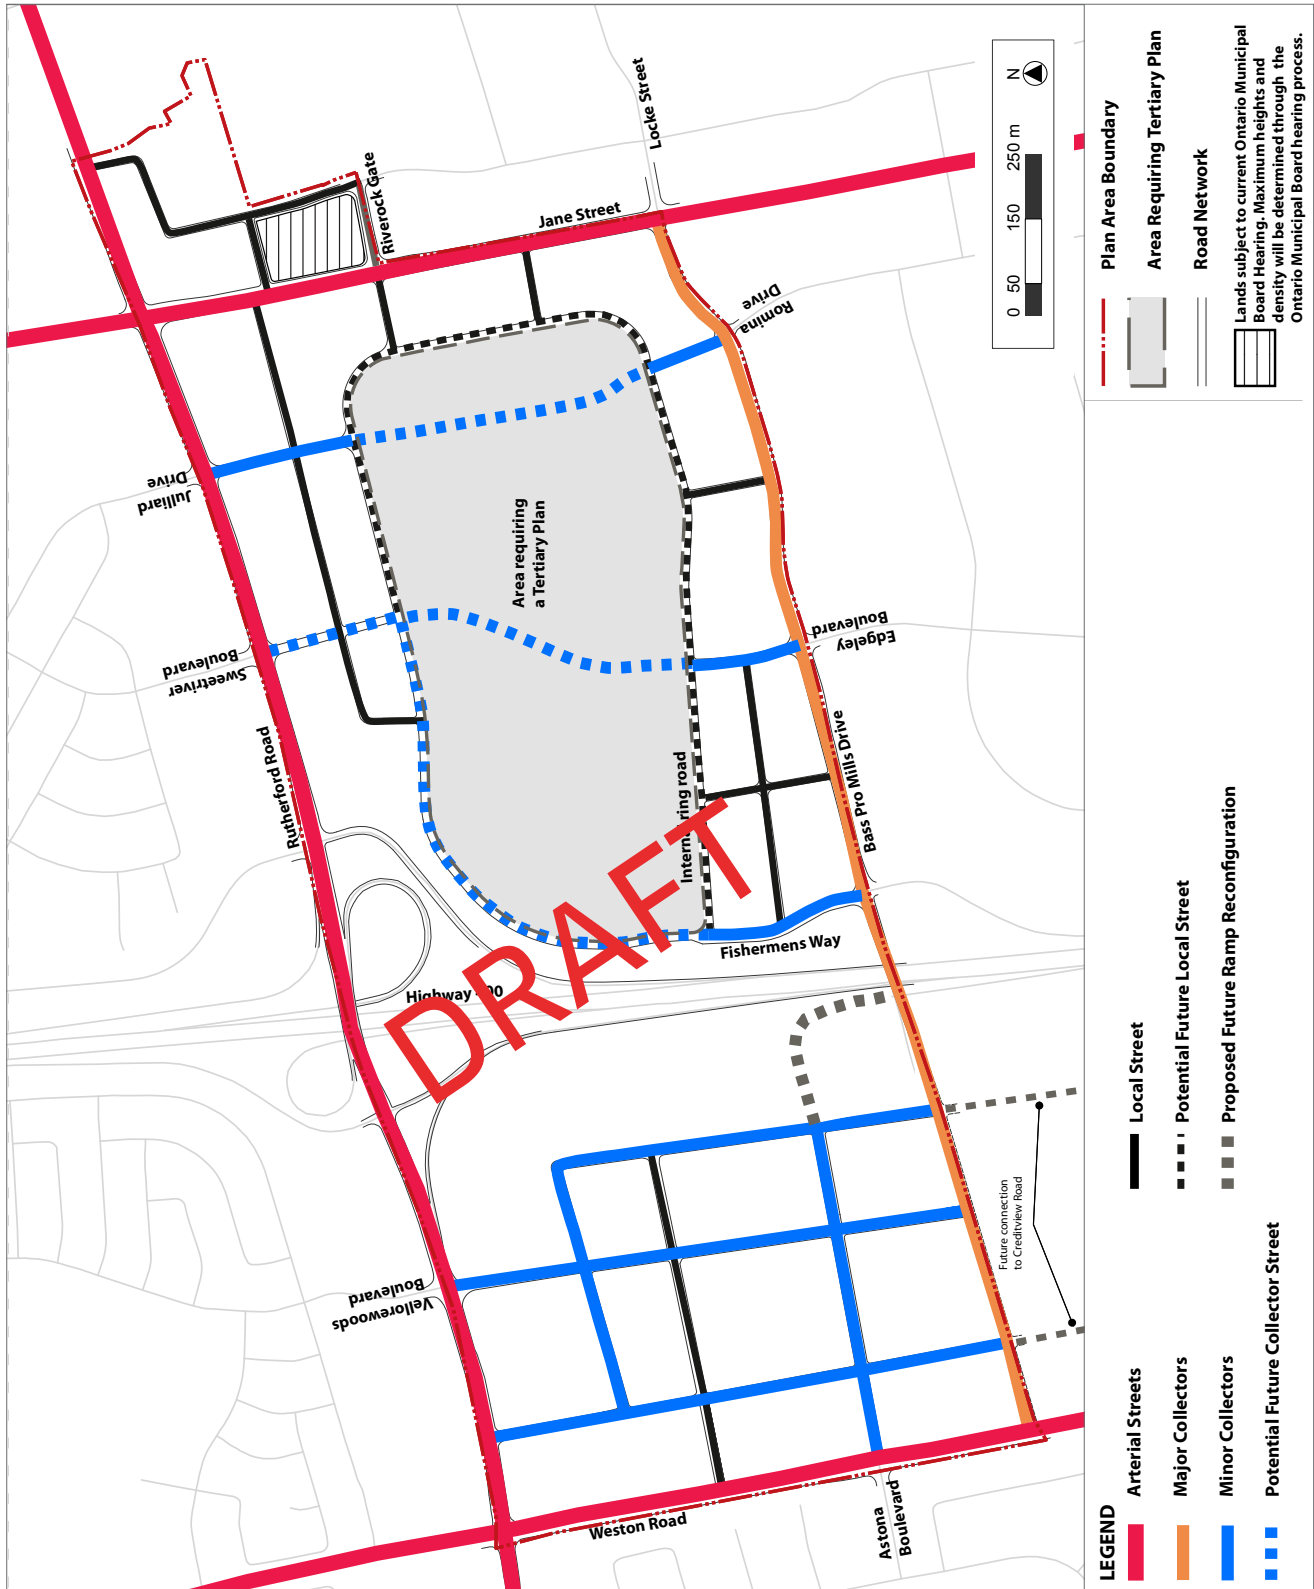 Rutherford Road
Vellorewoods
Boulevard
Sweetriver
Boulevard
Julliard
Drive
Riverock Gate
Jane Street
Locke Street
Romina
Drive
Edgeley
Boulevard
Bass Pro Mills Drive
Fishermens Way
Highway
Area requiring
a Tertiary Plan
road
DRAFT
Weston Road
Astona
Boulevard
Future connection
to Creditview Road
0 50 150 250 m
N
LEGEND
Arterial Streets
Major Collectors
Minor Collectors
Potential Future Collector Street
Local Street
Potential Future Local Street
Proposed Future Ramp Reconfiguration
Plan Area Boundary
Area Requiring Tertiary Plan
Road Network
Lands subject to current Ontario Municipal
Board Hearing. Maximum heights and
density will be determined through the
Ontario Municipal Board hearing process.